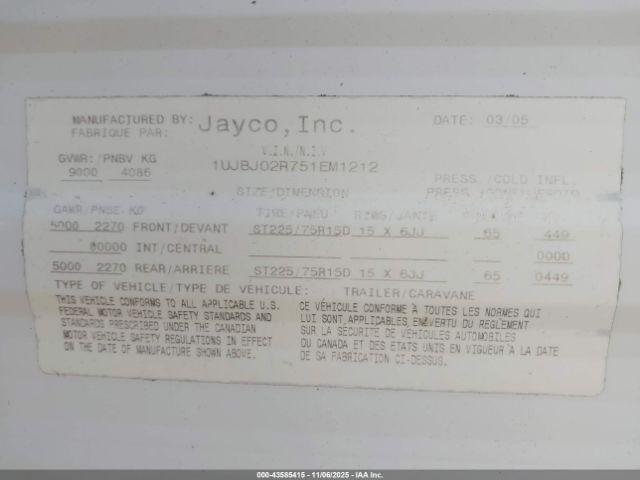 MANUFACTURED BY: Jayco, Inc. DATE: 03/05
FABRIQUE PAR:
V.I.N./N.I.V
GVWR:/PNBV KG 1UJBJ02R751EM1212
9000 4086 PRESS./COLD INFL.
SIZE/DIMENSION PRESS.
GAWR/PNBE KG TIRE/PNEU RIMS/JANTE
5000 2270 FRONT/DEVANT ST225/75R15D 15 X 6JJ 65 449
00000 INT/CENTRAL 0000
5000 2270 REAR/ARRIERE ST225/75R15D 15 X 6JJ 65 0449
TYPE OF VEHICLE/TYPE DE VEHICULE: TRAILER/CARAVANE
THIS VEHICLE CONFORMS TO ALL APPLICABLE U.S.
FEDERAL MOTOR VEHICLE SAFETY STANDARDS AND
STANDARDS PRESCRIBED UNDER THE CANADIAN
MOTOR VEHICLE SAFETY REGULATIONS IN EFFECT
ON THE DATE OF MANUFACTURE SHOWN ABOVE.
CE VÉHICULE CONFORME À TOUTES LES NORMES QUI
LUI SONT APPLICABLES EN VERTU DU REGLEMENT
SUR LA SECURITE DE VÉHICULES AUTOMOBILES
DU CANADA ET DES ETATS UNIS EN VIGUEUR A LA DATE
DE SA FABRICATION CI-DESSUS.
000-43585415 - 11/06/2025 - IAA Inc.